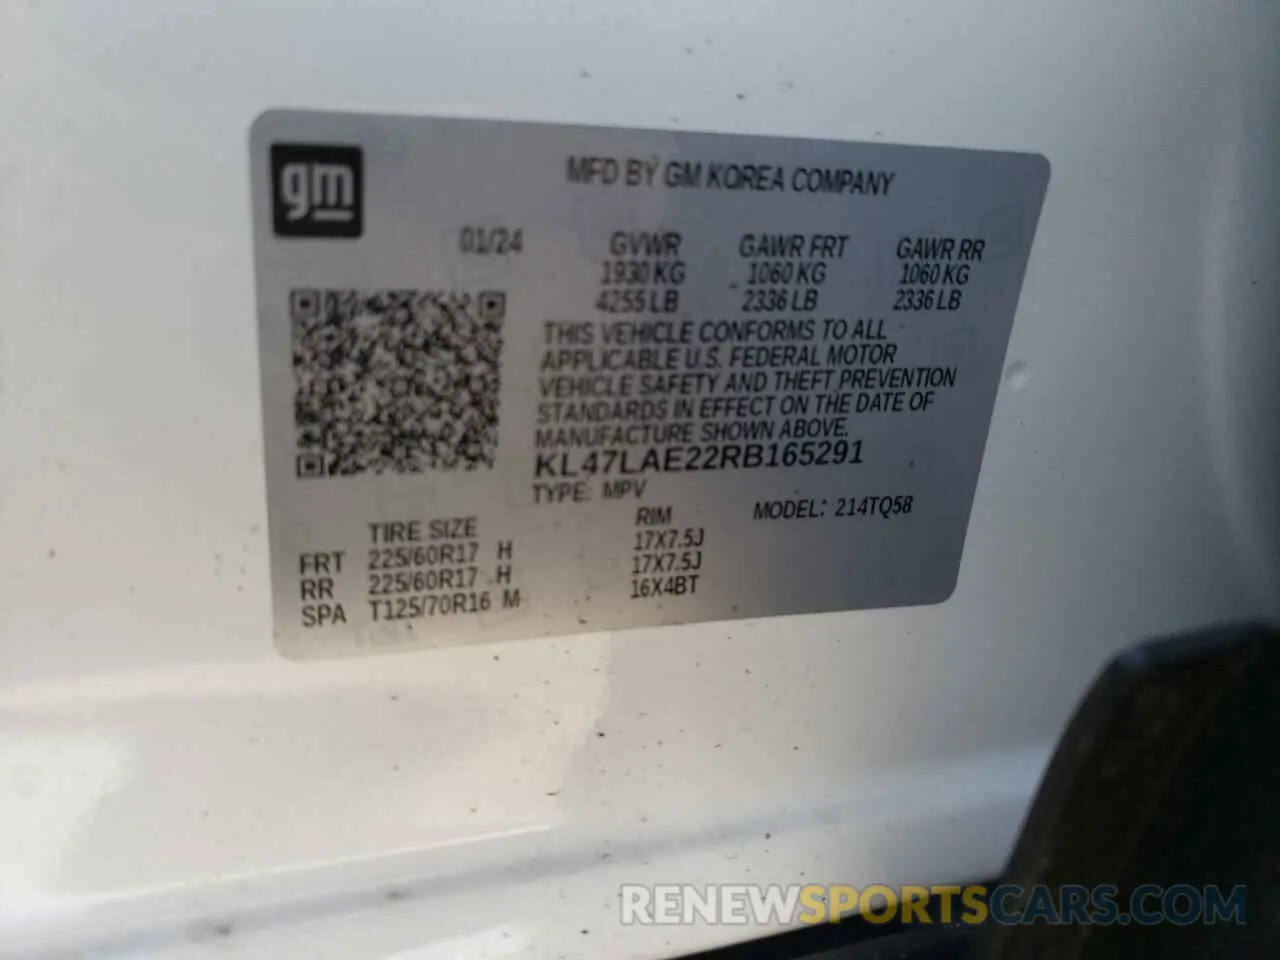 gm
MFD BY GM KOREA COMPANY
01/24 GVWR GAWR FRT GAWR RR
1930 KG 1060 KG 1060 KG
4255 LB 2336 LB 2336 LB
THIS VEHICLE CONFORMS TO ALL
APPLICABLE U.S. FEDERAL MOTOR
VEHICLE SAFETY AND THEFT PREVENTION
STANDARDS IN EFFECT ON THE DATE OF
MANUFACTURE SHOWN ABOVE.
KL47LAE22RB165291
TYPE: MPV MODEL: 214TQ58
TIRE SIZE RIM
FRT 225/60R17 H 17X7.5J
RR 225/60R17 H 17X7.5J
SPA T125/70R16 M 16X4BT
RENEWSPORTSCARS.COM